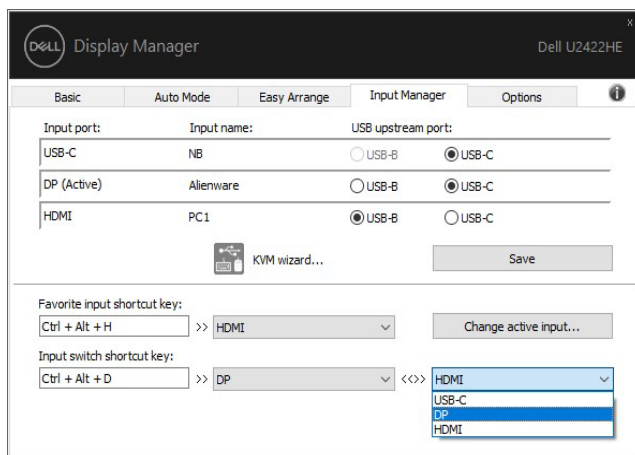 DELL Display Manager Dell U2422HE
x
Basic Auto Mode Easy Arrange Input Manager Options i
Input port: Input name: USB upstream port:
USB-C NB USB-B USB-C
DP (Active) Alienware USB-B USB-C
HDMI PC1 USB-B USB-C
KVM wizard... Save
Favorite input shortcut key:
Ctrl + Alt + H >> HDMI Change active input...
Input switch shortcut key:
Ctrl + Alt + D >> DP <<>> HDMI
USB-C
DP
HDMI